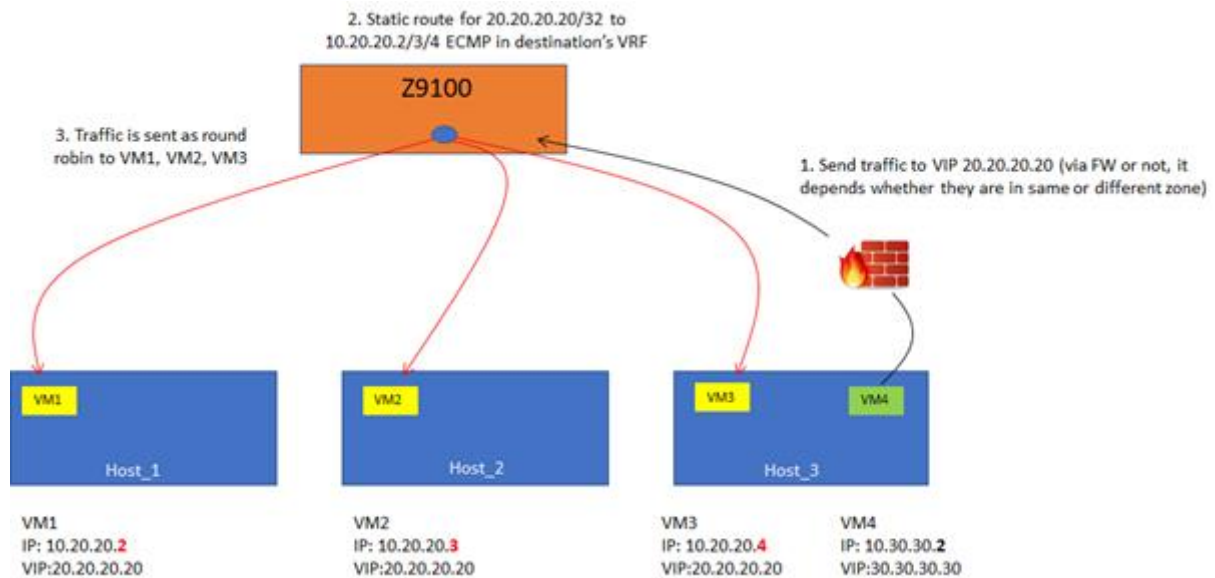 2. Static route for 20.20.20.20/32 to
10.20.20.2/3/4 ECMP in destination's VRF
Z9100
3. Traffic is sent as round
robin to VM1, VM2, VM3
1. Send traffic to VIP 20.20.20.20 (via FW or not, it
depends whether they are in same or different zone)
VM1
VM2
VM3
VM4
Host_1
Host_2
Host_3
VM1
IP: 10.20.20.2
VIP:20.20.20.20
VM2
IP: 10.20.20.3
VIP:20.20.20.20
VM3
IP: 10.20.20.4
VIP:20.20.20.20
VM4
IP: 10.30.30.2
VIP:30.30.30.30